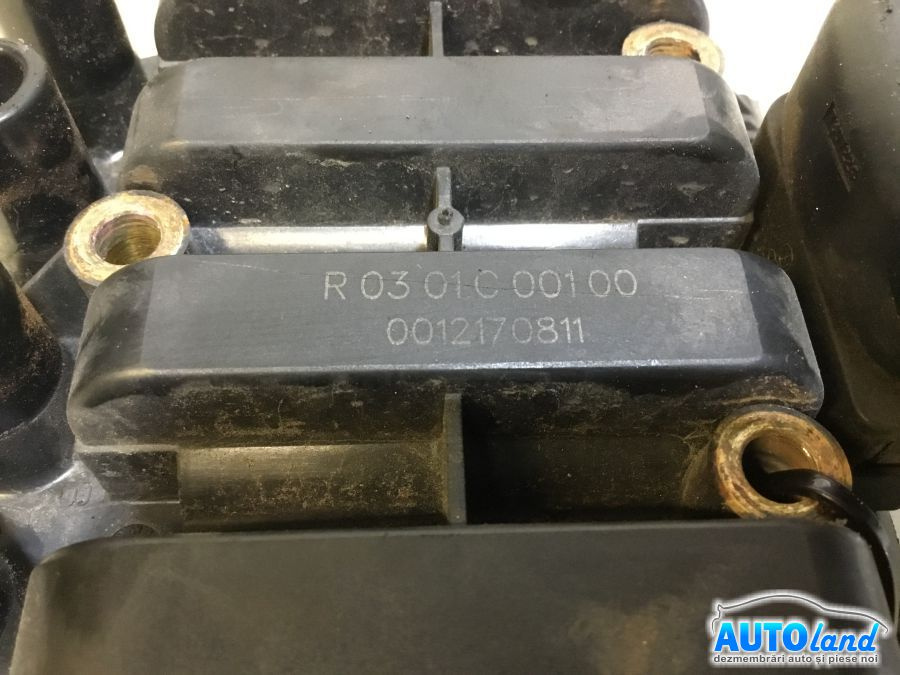 R 03 01C 001 00
0012170811
AUTOland
dezmembrări auto și piese noi